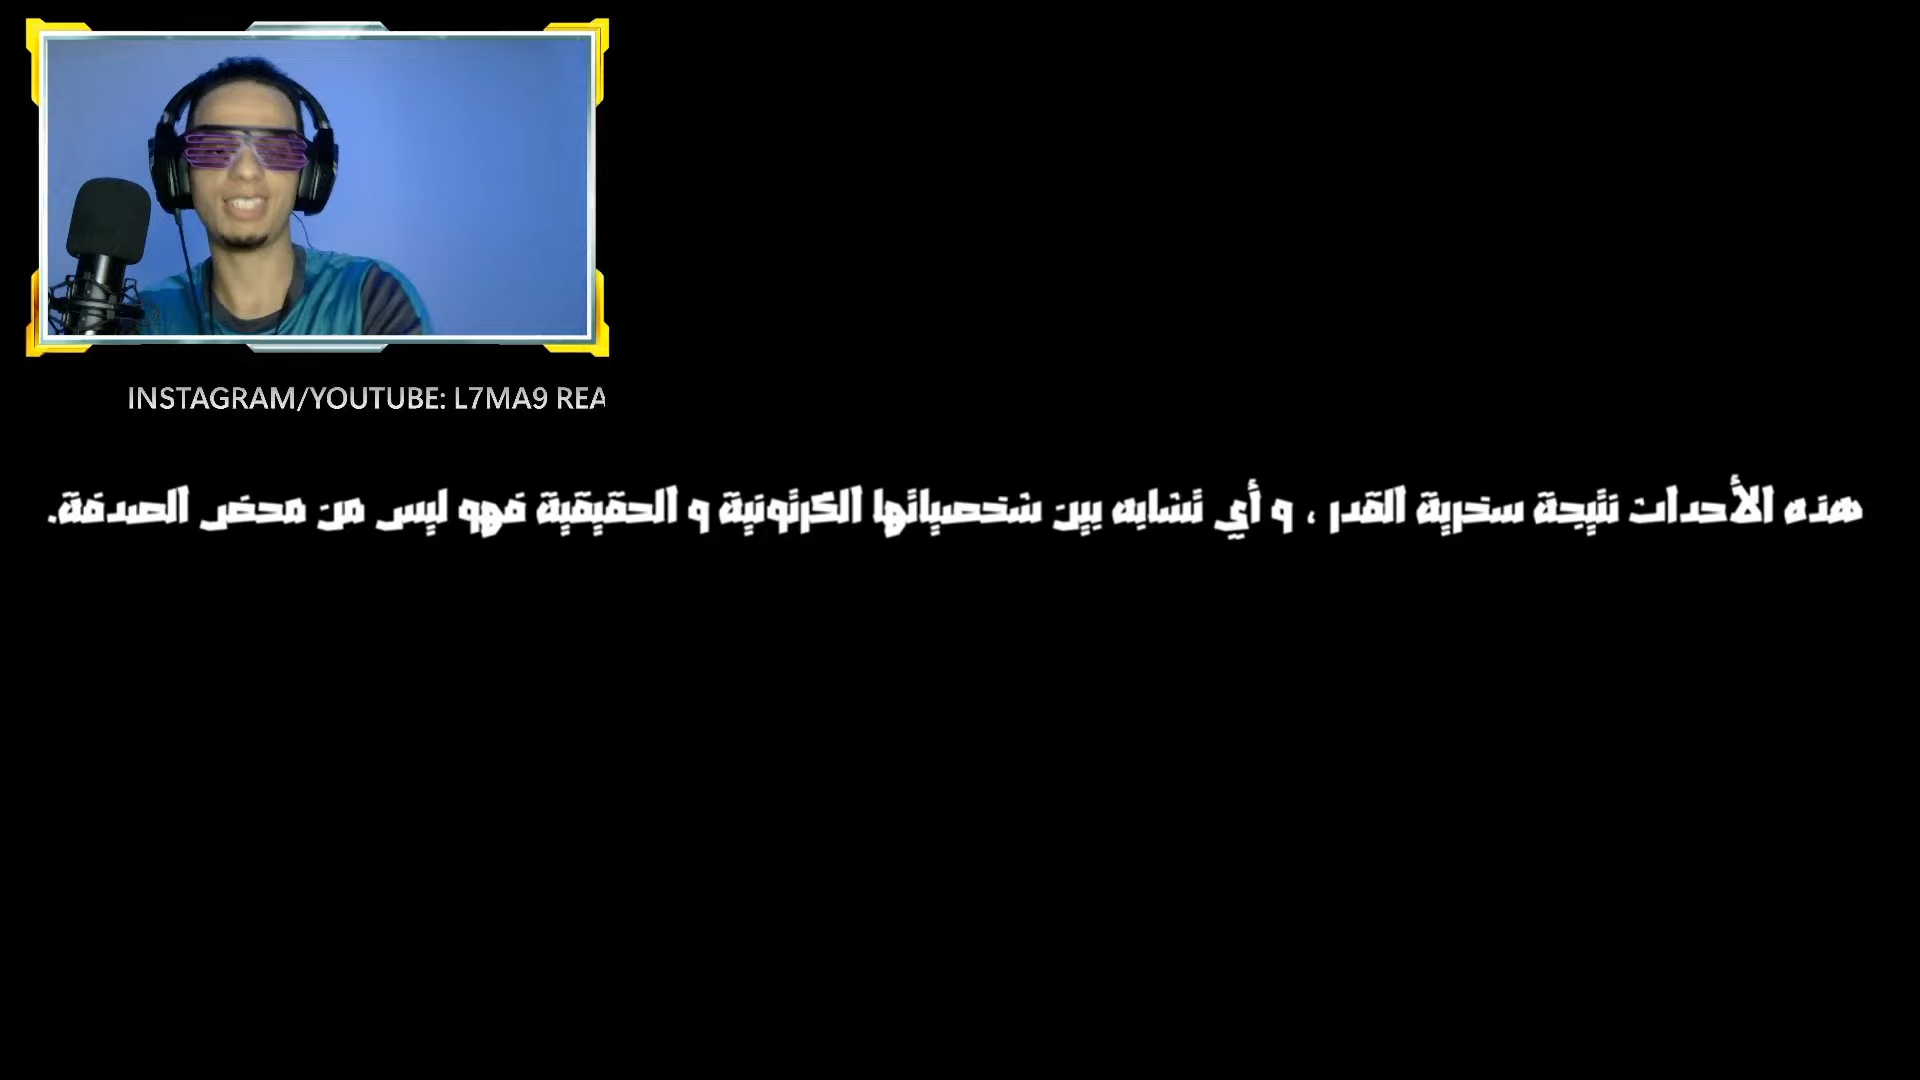 INSTAGRAM/YOUTUBE: L7MA9 REA
هذه الأحداث نتيجة سخرية القدر ، و أي تشابه بين شخصياتها الكرتونية و الحقيقية فهو ليس من محض الصدفة.